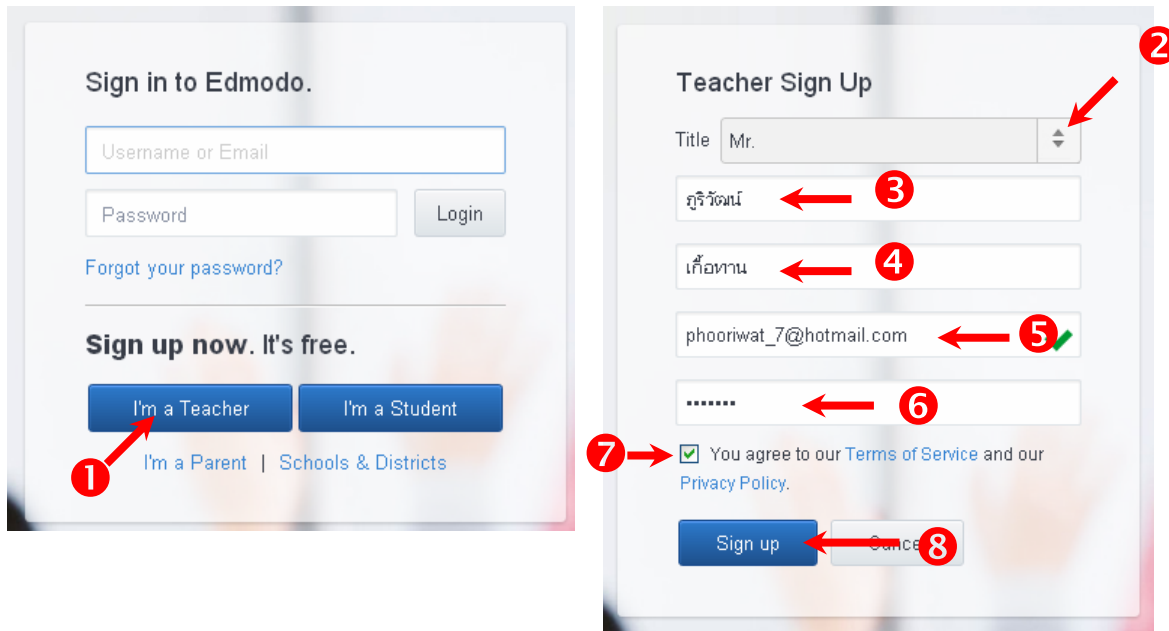 Sign in to Edmodo.
Username or Email
Password
Login
Forgot your password?
Sign up now. It's free.
I'm a Teacher
I'm a Student
1
I'm a Parent | Schools & Districts
2
Teacher Sign Up
Title
Mr.
ภูริวัฒน์
3
เกื้อทาน
4
phooriwat_7@hotmail.com
5
•••••••
6
7
You agree to our Terms of Service and our
Privacy Policy.
Sign up
Cancel
8